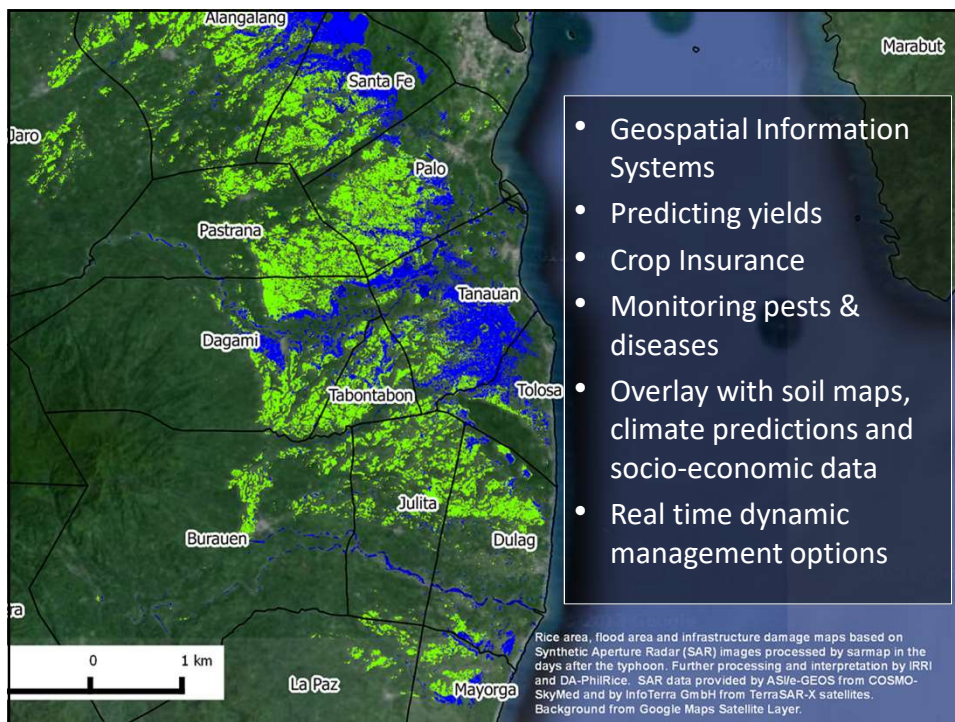 Alangalang
Marabut
Santa Fe
Jaro
Palo
Pastrana
Tanauan
Dagami
Tabontabon
Tolosa
Julita
Burauen
Dulag
ra
0 1 km
La Paz
Mayorga
• Geospatial Information
Systems
• Predicting yields
• Crop Insurance
• Monitoring pests &
diseases
• Overlay with soil maps,
climate predictions and
socio-economic data
• Real time dynamic
management options
Rice area, flood area and infrastructure damage maps based on
Synthetic Aperture Radar (SAR) images processed by sarmap in the
days after the typhoon. Further processing and interpretation by IRRI
and DA-PhilRice. SAR data provided by ASI/e-GEOS from COSMO-
SkyMed and by InfoTerra GmbH from TerraSAR-X satellites.
Background from Google Maps Satellite Layer.